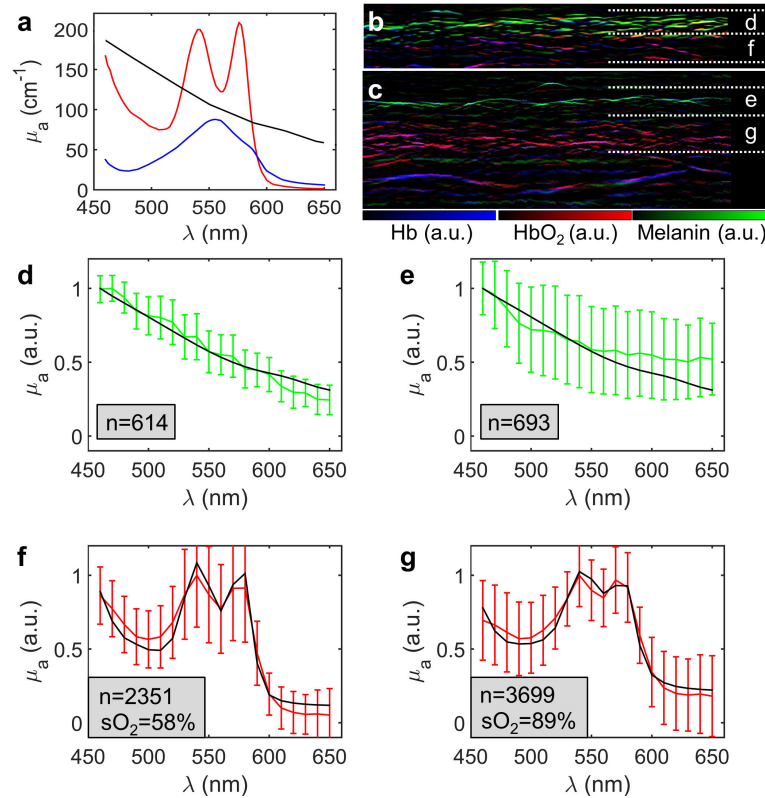 a
μa (cm-1)
200
150
100
50
0
450 500 550 600 650
λ (nm)
b
d
f
c
e
g
Hb (a.u.) HbO2 (a.u.) Melanin (a.u.)
d
μa (a.u.)
1
0.5
0
n=614
450 500 550 600 650
λ (nm)
e
μa (a.u.)
1
0.5
0
n=693
450 500 550 600 650
λ (nm)
f
μa (a.u.)
1
0.5
0
n=2351
sO2=58%
450 500 550 600 650
λ (nm)
g
μa (a.u.)
1
0.5
0
n=3699
sO2=89%
450 500 550 600 650
λ (nm)